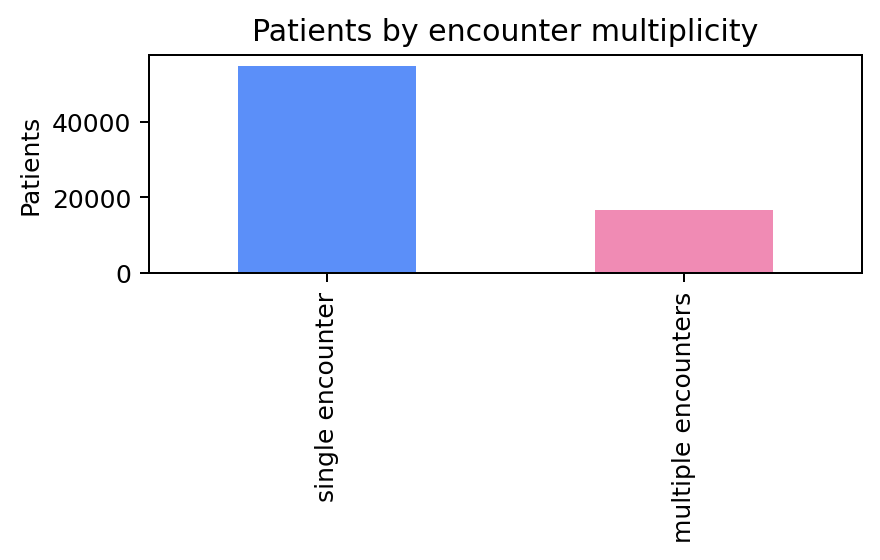 Patients by encounter multiplicity
Patients
40000
20000
0
single encounter
multiple encounters